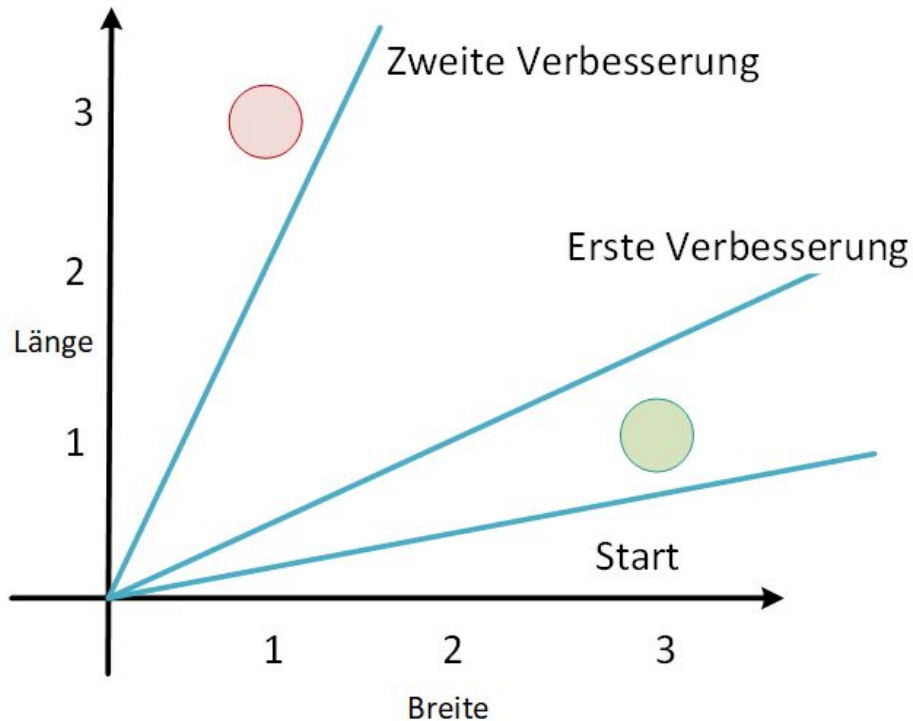 Zweite Verbesserung
3
Erste Verbesserung
2
Länge
1
Start
1 2 3
Breite